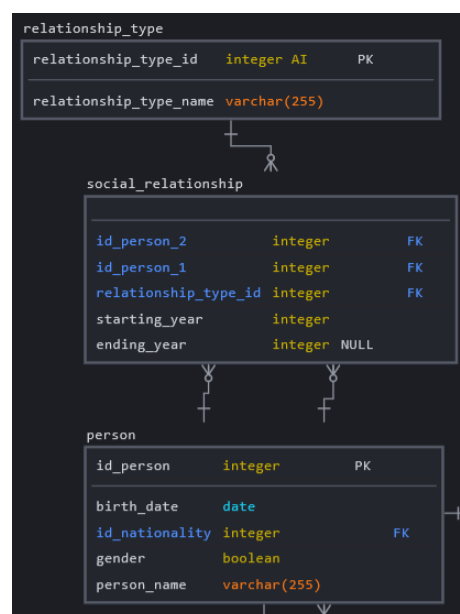 relationship_type
relationship_type_id integer AI PK
relationship_type_name varchar(255)
social_relationship
id_person_2 integer FK
id_person_1 integer FK
relationship_type_id integer FK
starting_year integer
ending_year integer NULL
person
id_person integer PK
birth_date date
id_nationality integer FK
gender boolean
person_name varchar(255)